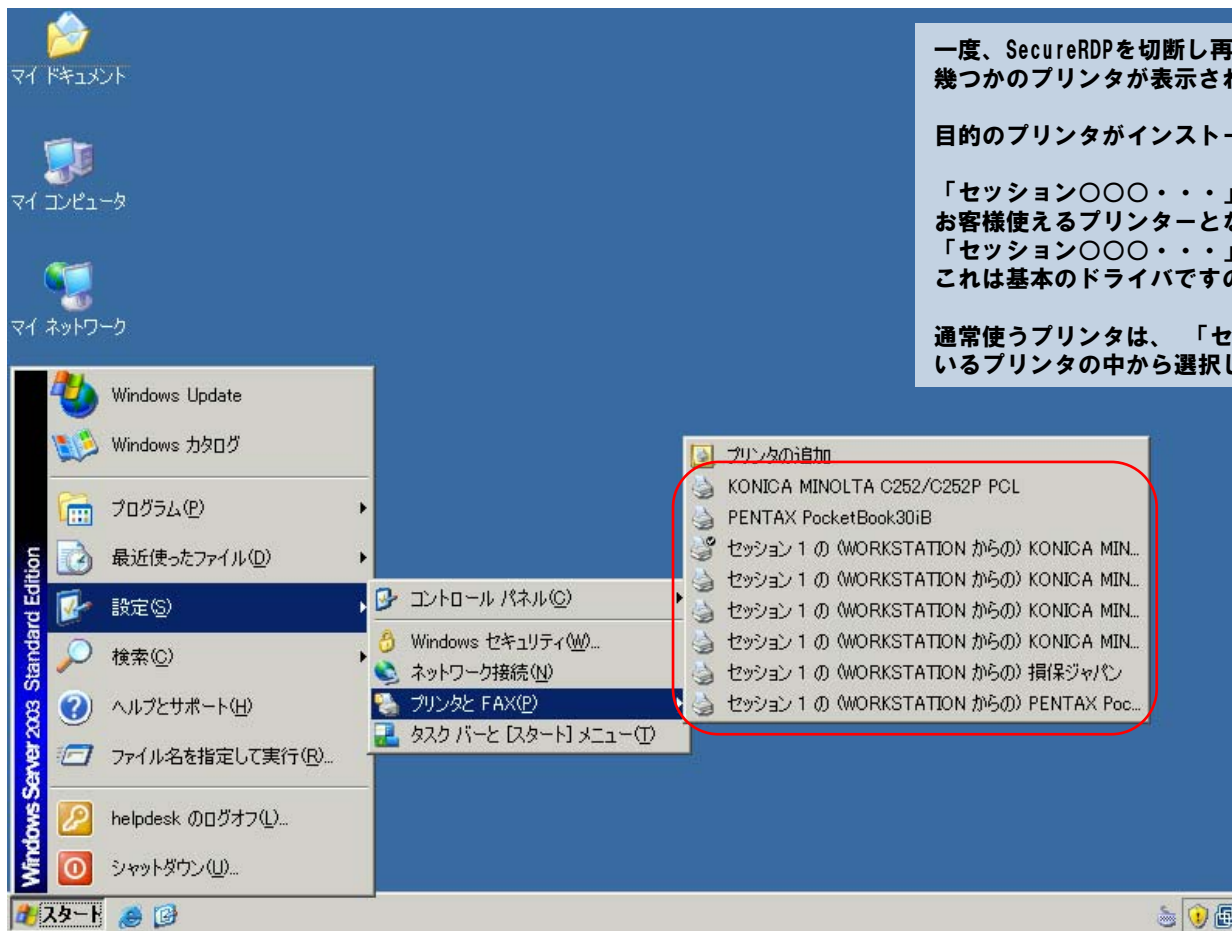 マイ ドキュメント
マイ コンピュータ
マイ ネットワーク
一度、SecureRDPを切断し再
幾つかのプリンタが表示され
目的のプリンタがインストー
「セッション〇〇〇・・・」
お客様使えるプリンターとな
「セッション〇〇〇・・・」
これは基本のドライバですの
通常使うプリンタは、 「セ
いるプリンタの中から選択し
Windows Server 2003 Standard Edition
Windows Update
Windows カタログ
プログラム(P)
最近使ったファイル(D)
設定(S)
検索(C)
ヘルプとサポート(H)
ファイル名を指定して実行(R)...
helpdesk のログオフ(L)...
シャットダウン(U)...
コントロール パネル(C)
Windows セキュリティ(W)...
ネットワーク接続(N)
プリンタと FAX(P)
タスク バーと [スタート] メニュー(T)
プリンタの追加
KONICA MINOLTA C252/C252P PCL
PENTAX PocketBook30iB
セッション 1 の (WORKSTATION からの) KONICA MIN...
セッション 1 の (WORKSTATION からの) KONICA MIN...
セッション 1 の (WORKSTATION からの) KONICA MIN...
セッション 1 の (WORKSTATION からの) KONICA MIN...
セッション 1 の (WORKSTATION からの) 損保ジャパン
セッション 1 の (WORKSTATION からの) PENTAX Poc...
スタート